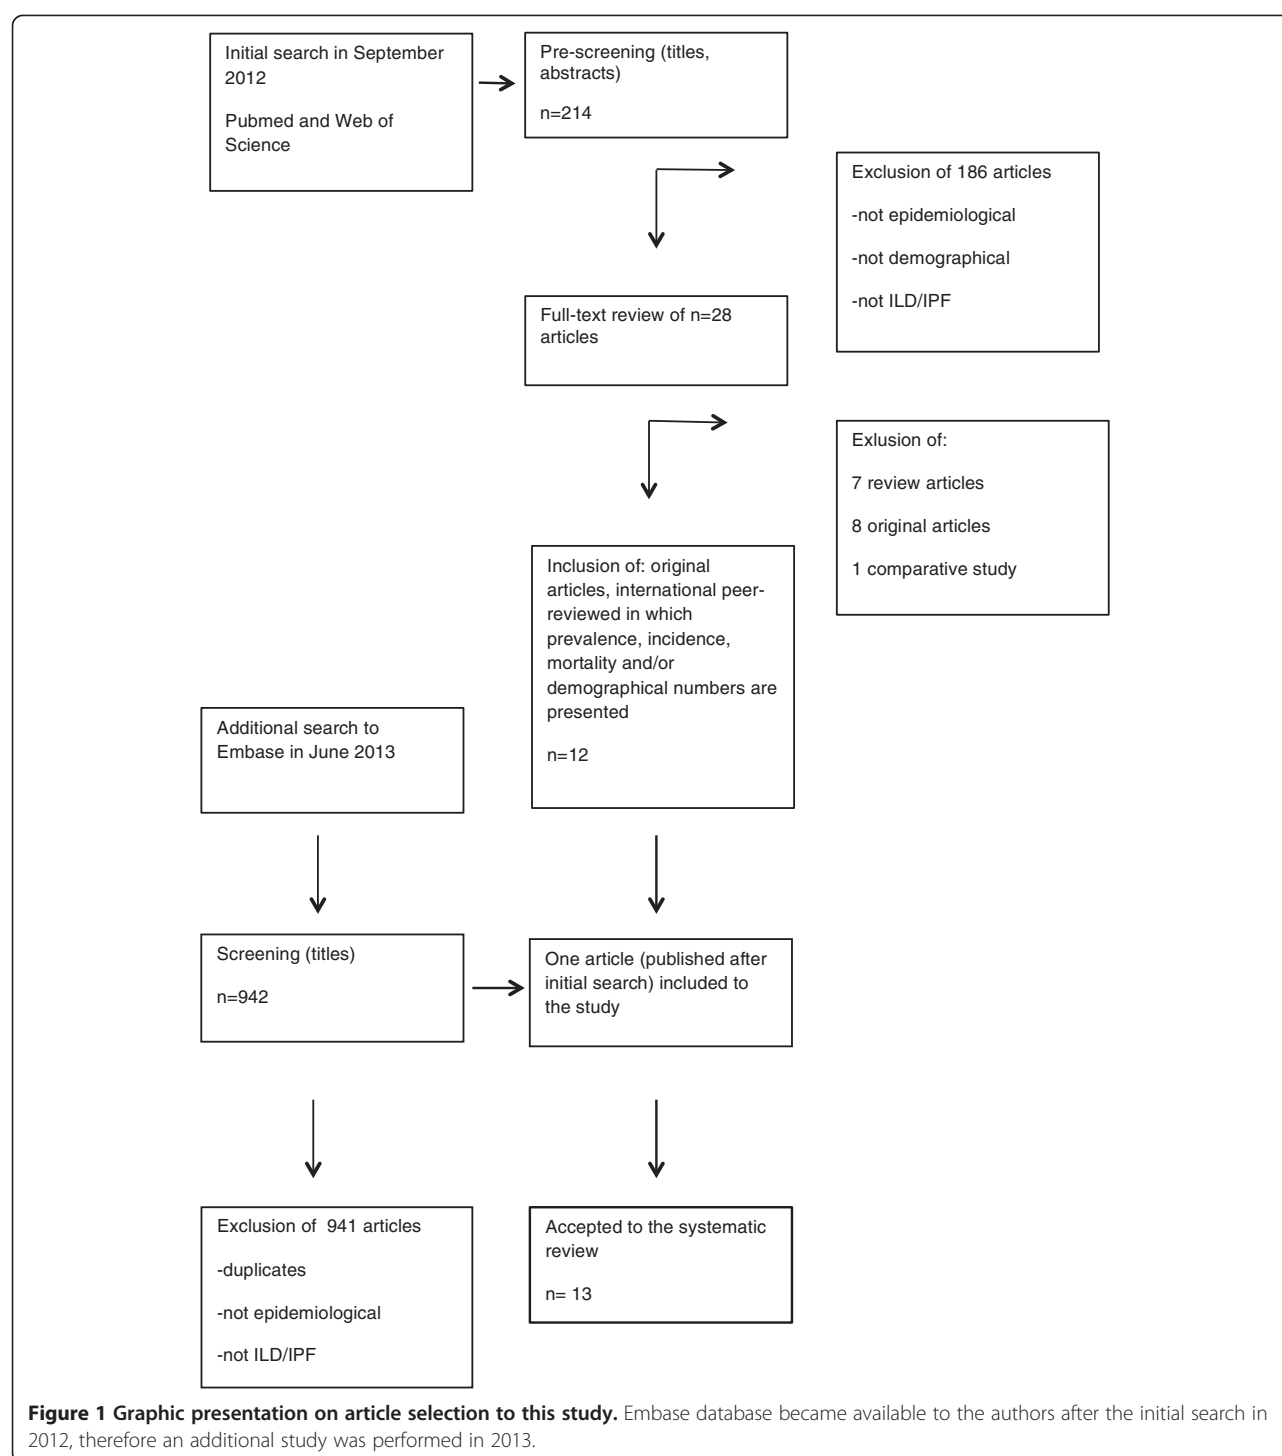 Initial search in September
2012
Pubmed and Web of
Science
Pre-screening (titles,
abstracts)
n=214
Exclusion of 186 articles
-not epidemiological
-not demographical
-not ILD/IPF
Full-text review of n=28
articles
Exlusion of:
7 review articles
8 original articles
1 comparative study
Inclusion of: original
articles, international peer-
reviewed in which
prevalence, incidence,
mortality and/or
demographical numbers are
presented
n=12
Additional search to
Embase in June 2013
Screening (titles)
n=942
One article (published after
initial search) included to
the study
Exclusion of  941 articles
-duplicates
-not epidemiological
-not ILD/IPF
Accepted to the systematic
review
n= 13
Figure 1 Graphic presentation on article selection to this study. Embase database became available to the authors after the initial search in
2012, therefore an additional study was performed in 2013.